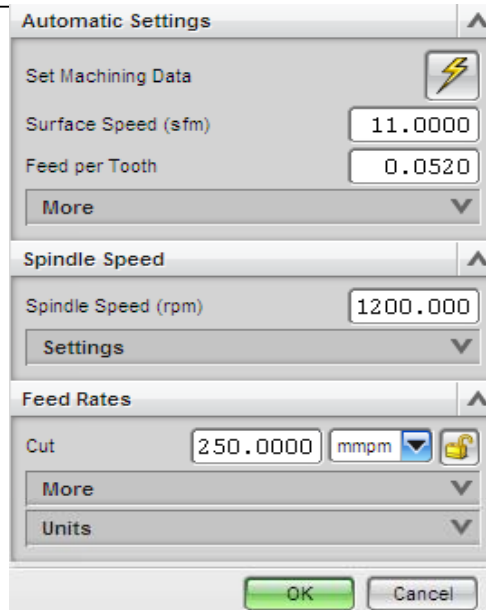 Automatic Settings
Set Machining Data
Surface Speed (sfm) 11.0000
Feed per Tooth 0.0520
More
Spindle Speed
Spindle Speed (rpm) 1200.000
Settings
Feed Rates
Cut 250.0000 mmpm
More
Units
OK Cancel